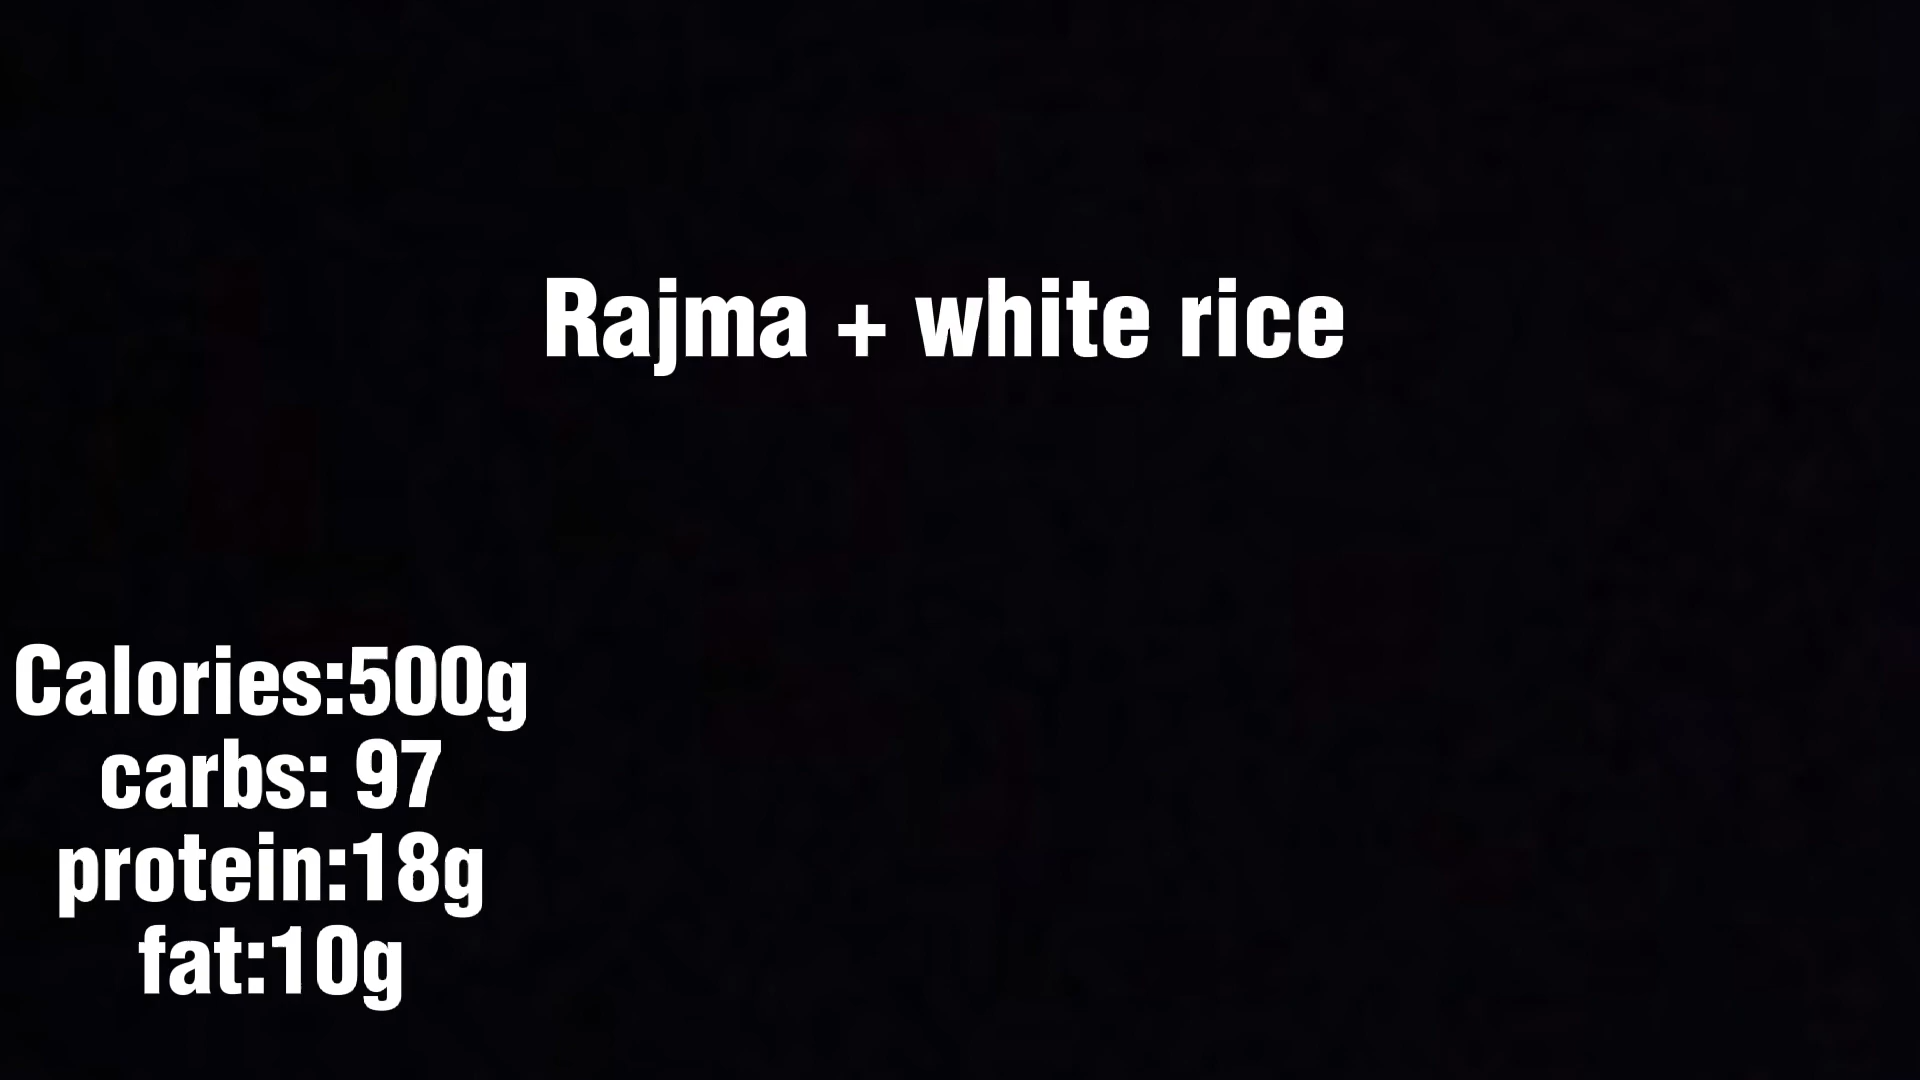 Rajma + white rice
Calories:500g
carbs: 97
protein:18g
fat:10g